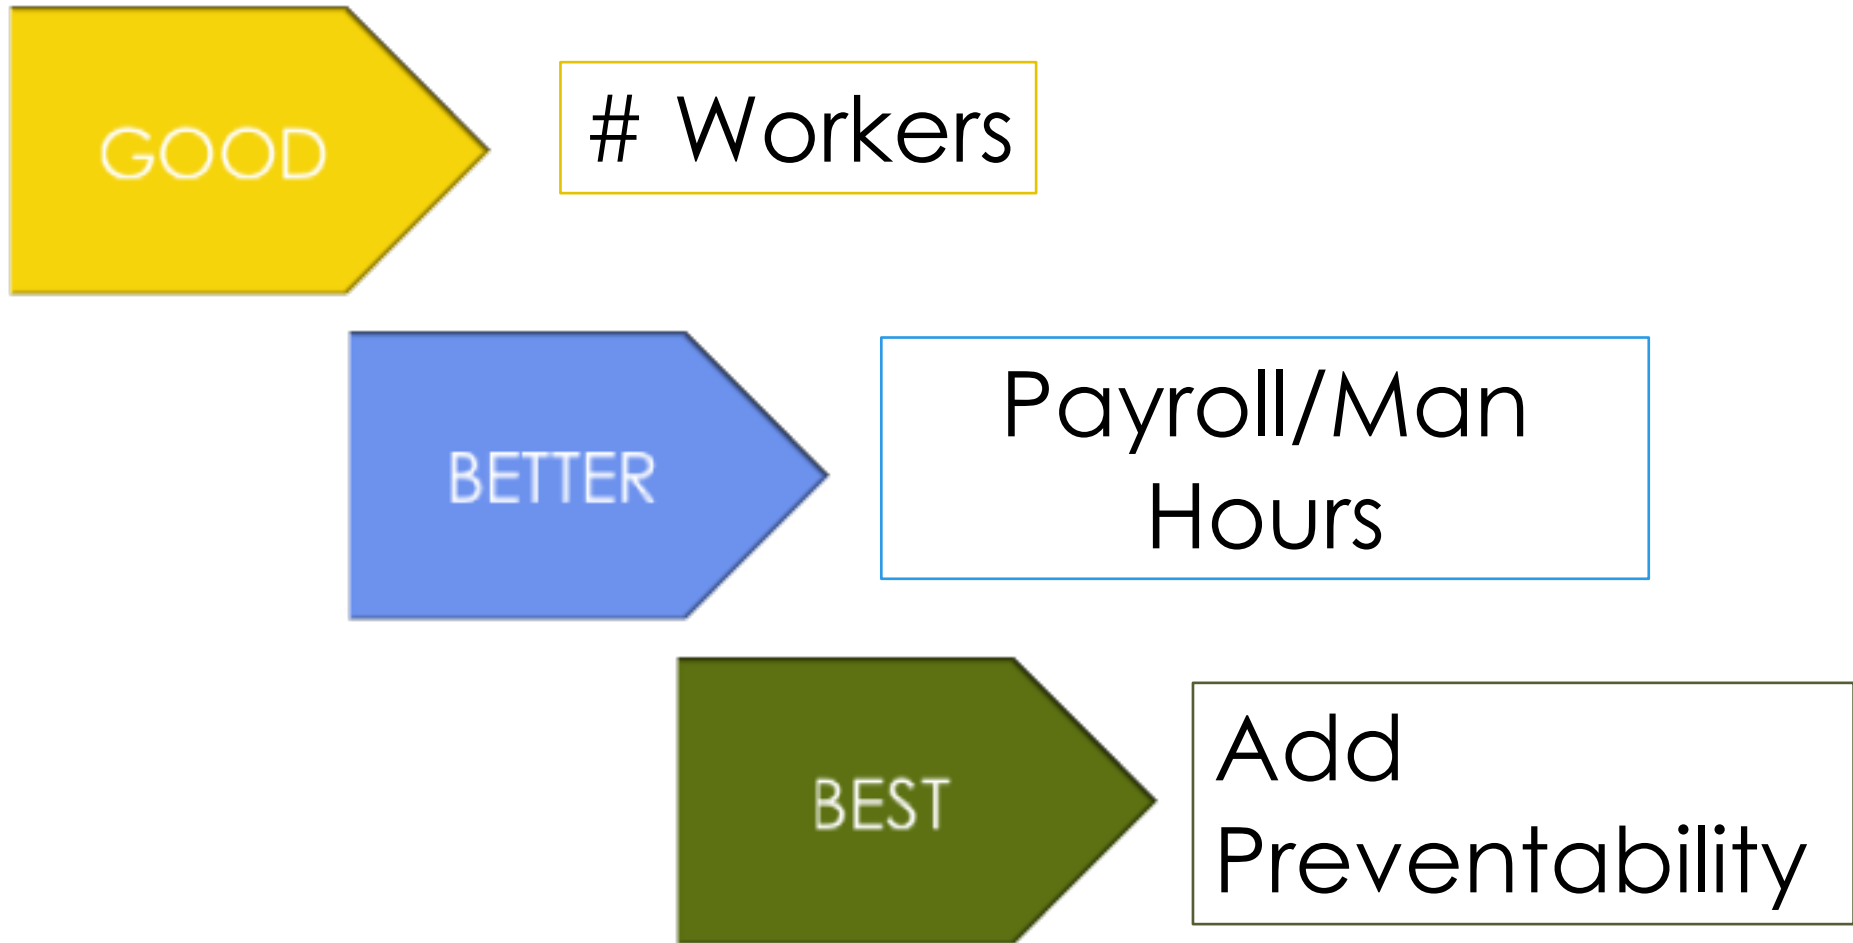 GOOD
# Workers
BETTER
Payroll/Man
Hours
BEST
Add
Preventability